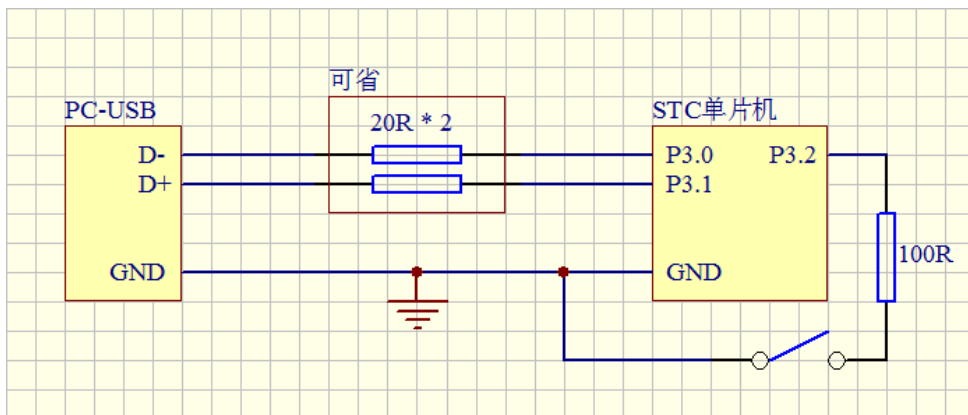 可省
PC-USB
20R * 2
STC单片机
D-
P3.0
P3.2
D+
P3.1
GND
GND
100R